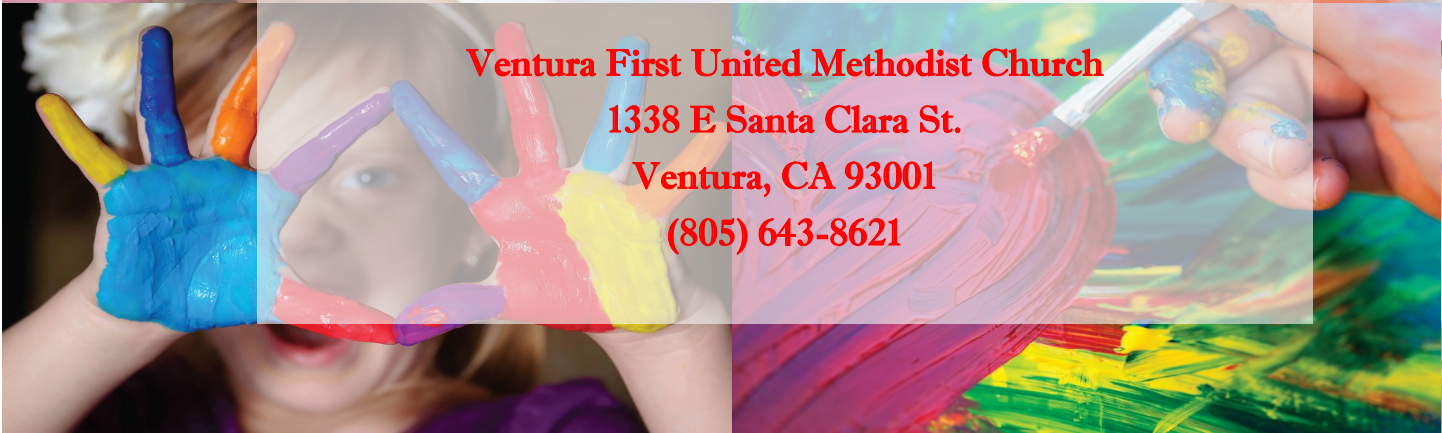 Ventura First United Methodist Church
1338 E Santa Clara St.
Ventura, CA 93001
(805) 643-8621